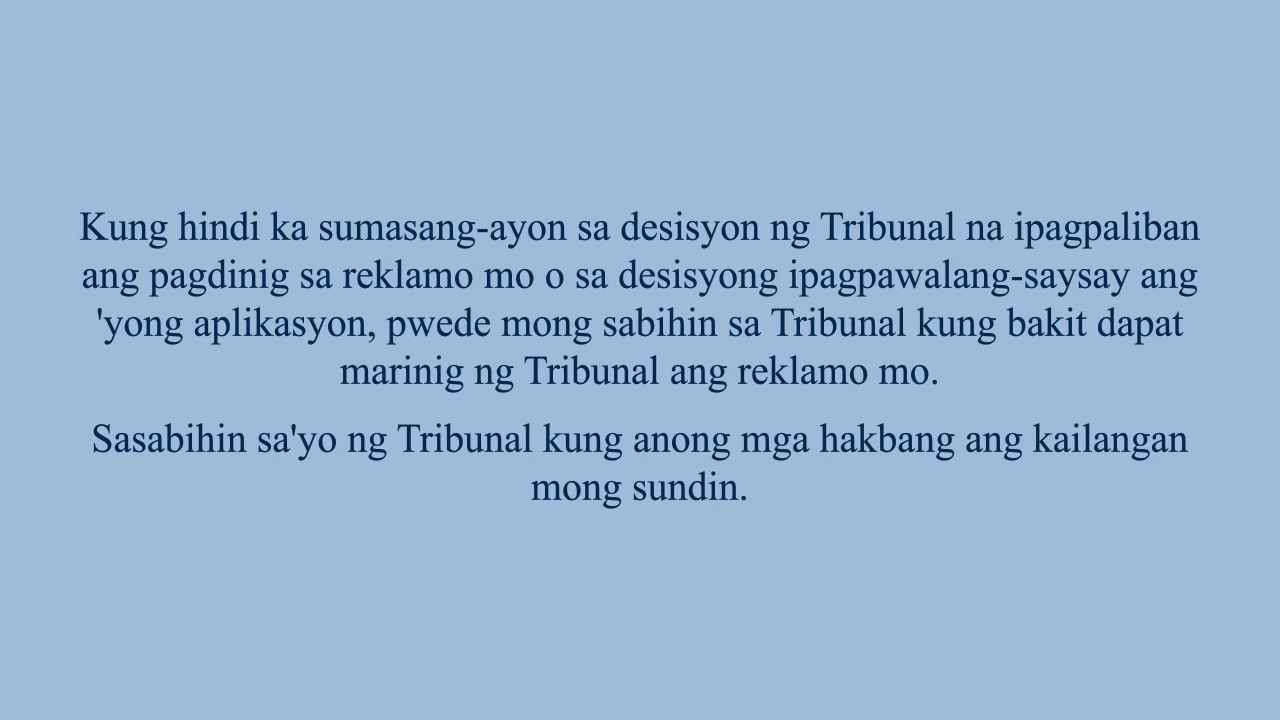 Kung hindi ka sumasang-ayon sa desisyon ng Tribunal na ipagpaliban
ang pagdinig sa reklamo mo o sa desisyong ipagpawalang-saysay ang
'yong aplikasyon, pwede mong sabihin sa Tribunal kung bakit dapat
marinig ng Tribunal ang reklamo mo.
Sasabihin sa'yo ng Tribunal kung anong mga hakbang ang kailangan
mong sundin.